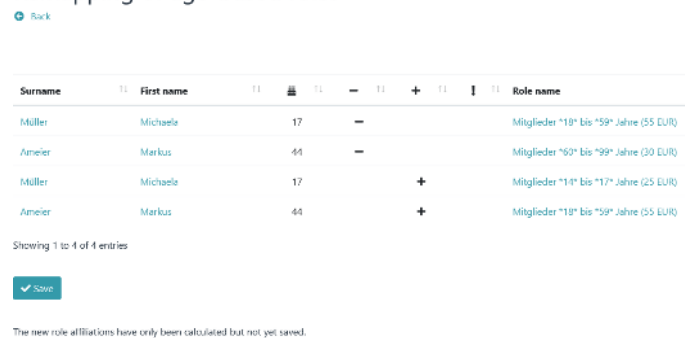 Back
Surname First name Role name
Müller Michaela 17 − Mitglieder *18* bis *59* Jahre (55 EUR)
Ameier Markus 44 − Mitglieder *60* bis *99* Jahre (30 EUR)
Müller Michaela 17 + Mitglieder *14* bis *17* Jahre (25 EUR)
Ameier Markus 44 + Mitglieder *18* bis *59* Jahre (55 EUR)
Showing 1 to 4 of 4 entries
Save
The new role affiliations have only been calculated but not yet saved.